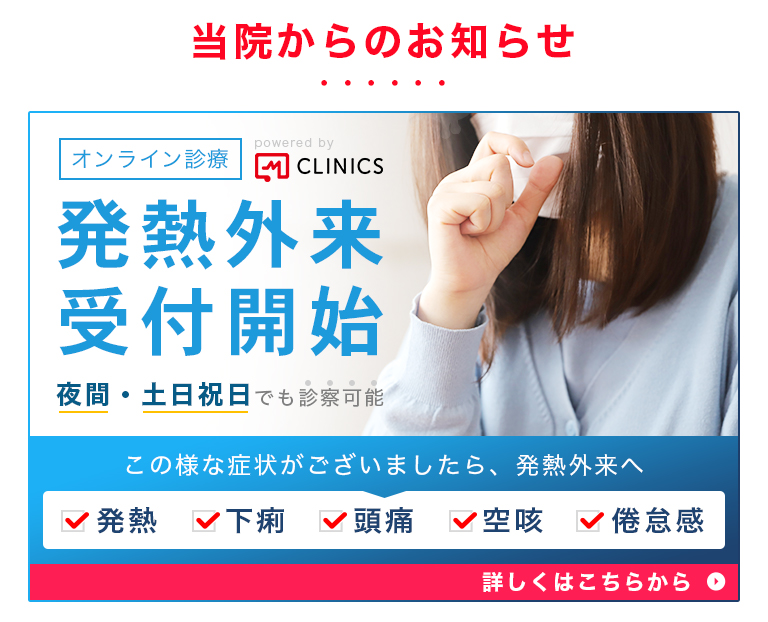 当院からのお知らせ
オンライン診療
powered by
CLINICS
発熱外来
受付開始
夜間・土日祝日でも診察可能
この様な症状がございましたら、発熱外来へ
発熱 下痢 頭痛 空咳 倦怠感
詳しくはこちらから